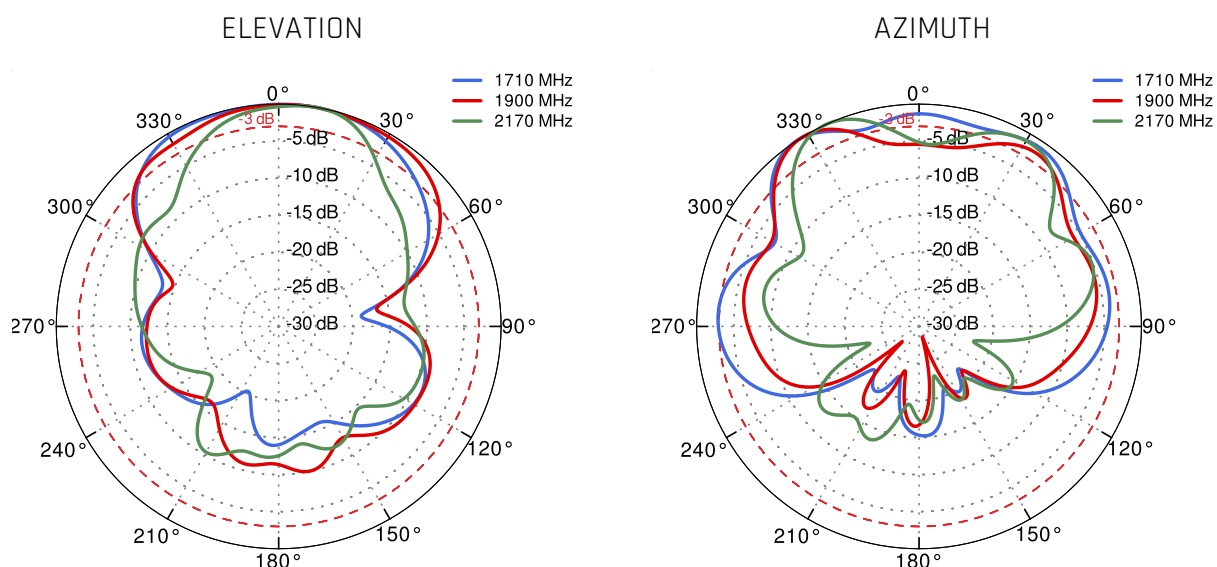 ELEVATION
1710 MHz
1900 MHz
2170 MHz
0°
330°
30°
-3 dB
-5 dB
-10 dB
300°
60°
-15 dB
-20 dB
-25 dB
270°
-30 dB
90°
240°
120°
210°
150°
180°
AZIMUTH
1710 MHz
1900 MHz
2170 MHz
0°
330°
30°
-3 dB
-5 dB
-10 dB
300°
60°
-15 dB
-20 dB
-25 dB
270°
-30 dB
90°
240°
120°
210°
150°
180°